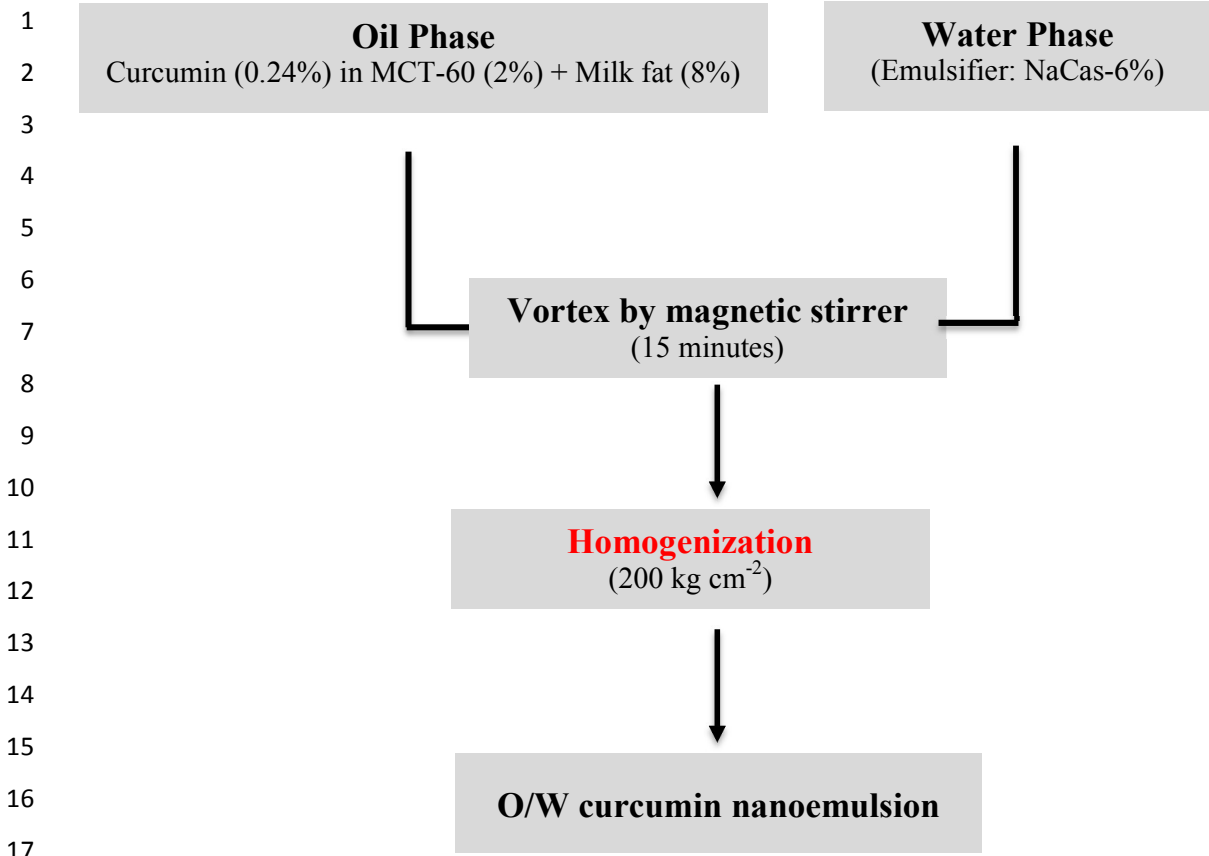 1
Oil Phase
Water Phase
2
Curcumin (0.24%) in MCT-60 (2%) + Milk fat (8%)
(Emulsifier: NaCas-6%)
3
4
5
6
Vortex by magnetic stirrer
7
(15 minutes)
8
9
10
11
Homogenization
12
(200 kg cm-2)
13
14
15
16
O/W curcumin nanoemulsion
17